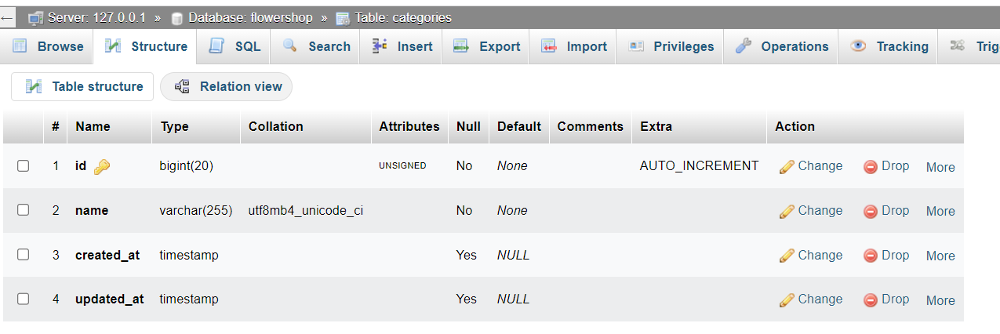 ← Server: 127.0.0.1 » Database: flowershop » Table: categories
Browse Structure SQL Search Insert Export Import Privileges Operations Tracking Trig
Table structure Relation view
# Name Type Collation Attributes Null Default Comments Extra Action
1 id bigint(20) UNSIGNED No None AUTO_INCREMENT Change Drop More
2 name varchar(255) utf8mb4_unicode_ci No None Change Drop More
3 created_at timestamp Yes NULL Change Drop More
4 updated_at timestamp Yes NULL Change Drop More